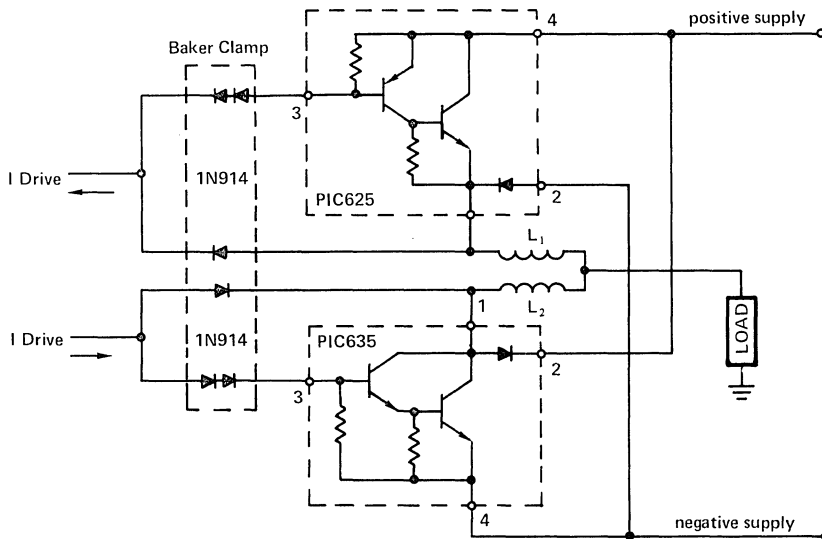 4
positive supply
Baker Clamp
3
I Drive
1N914
PIC625
2
L1
L2
1
I Drive
1N914
PIC635
2
LOAD
3
4
negative supply